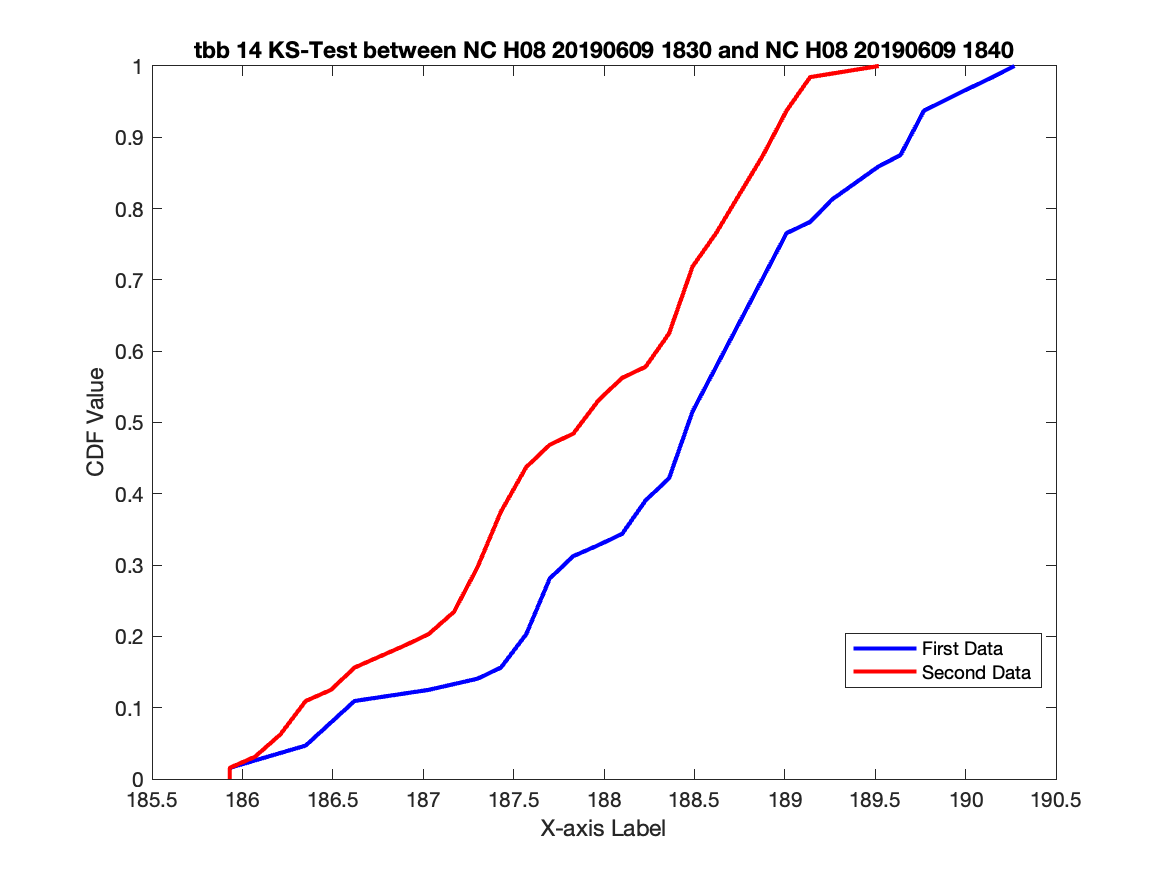 tbb 14 KS-Test between NC H08 20190609 1830 and NC H08 20190609 1840
1
0.9
0.8
0.7
0.6
0.5
0.4
0.3
0.2
0.1
0
CDF Value
First Data
Second Data
185.5 186 186.5 187 187.5 188 188.5 189 189.5 190 190.5
X-axis Label